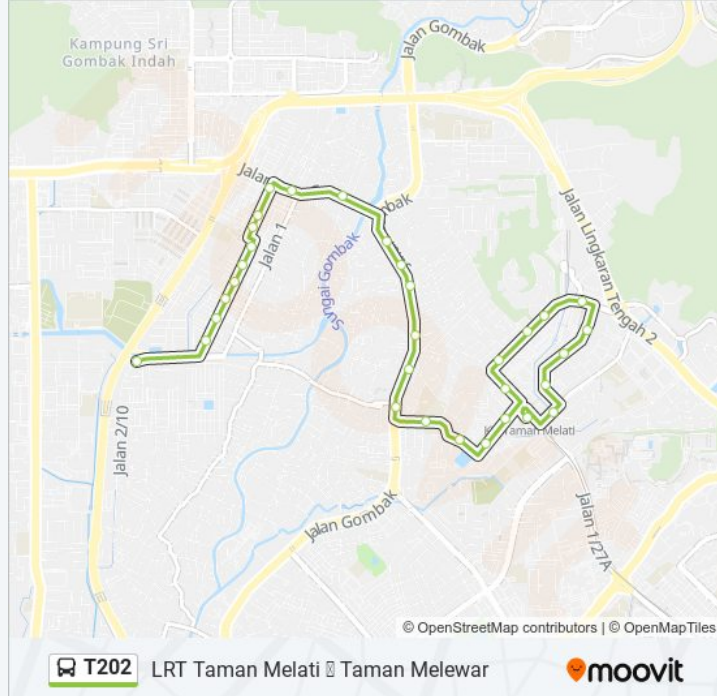 Jalan Gombak
Kampung Sri
Gombak Indah
Jalan
bak
Jalan 1
Sungai Gombak
Jalan Lingkaran Tengah 2
Jalan 2/10
Taman Melati
Jalan Gombak
Jalan 1/27A
© OpenStreetMap contributors | © OpenMapTiles
T202 LRT Taman Melati Taman Melewar
moovit